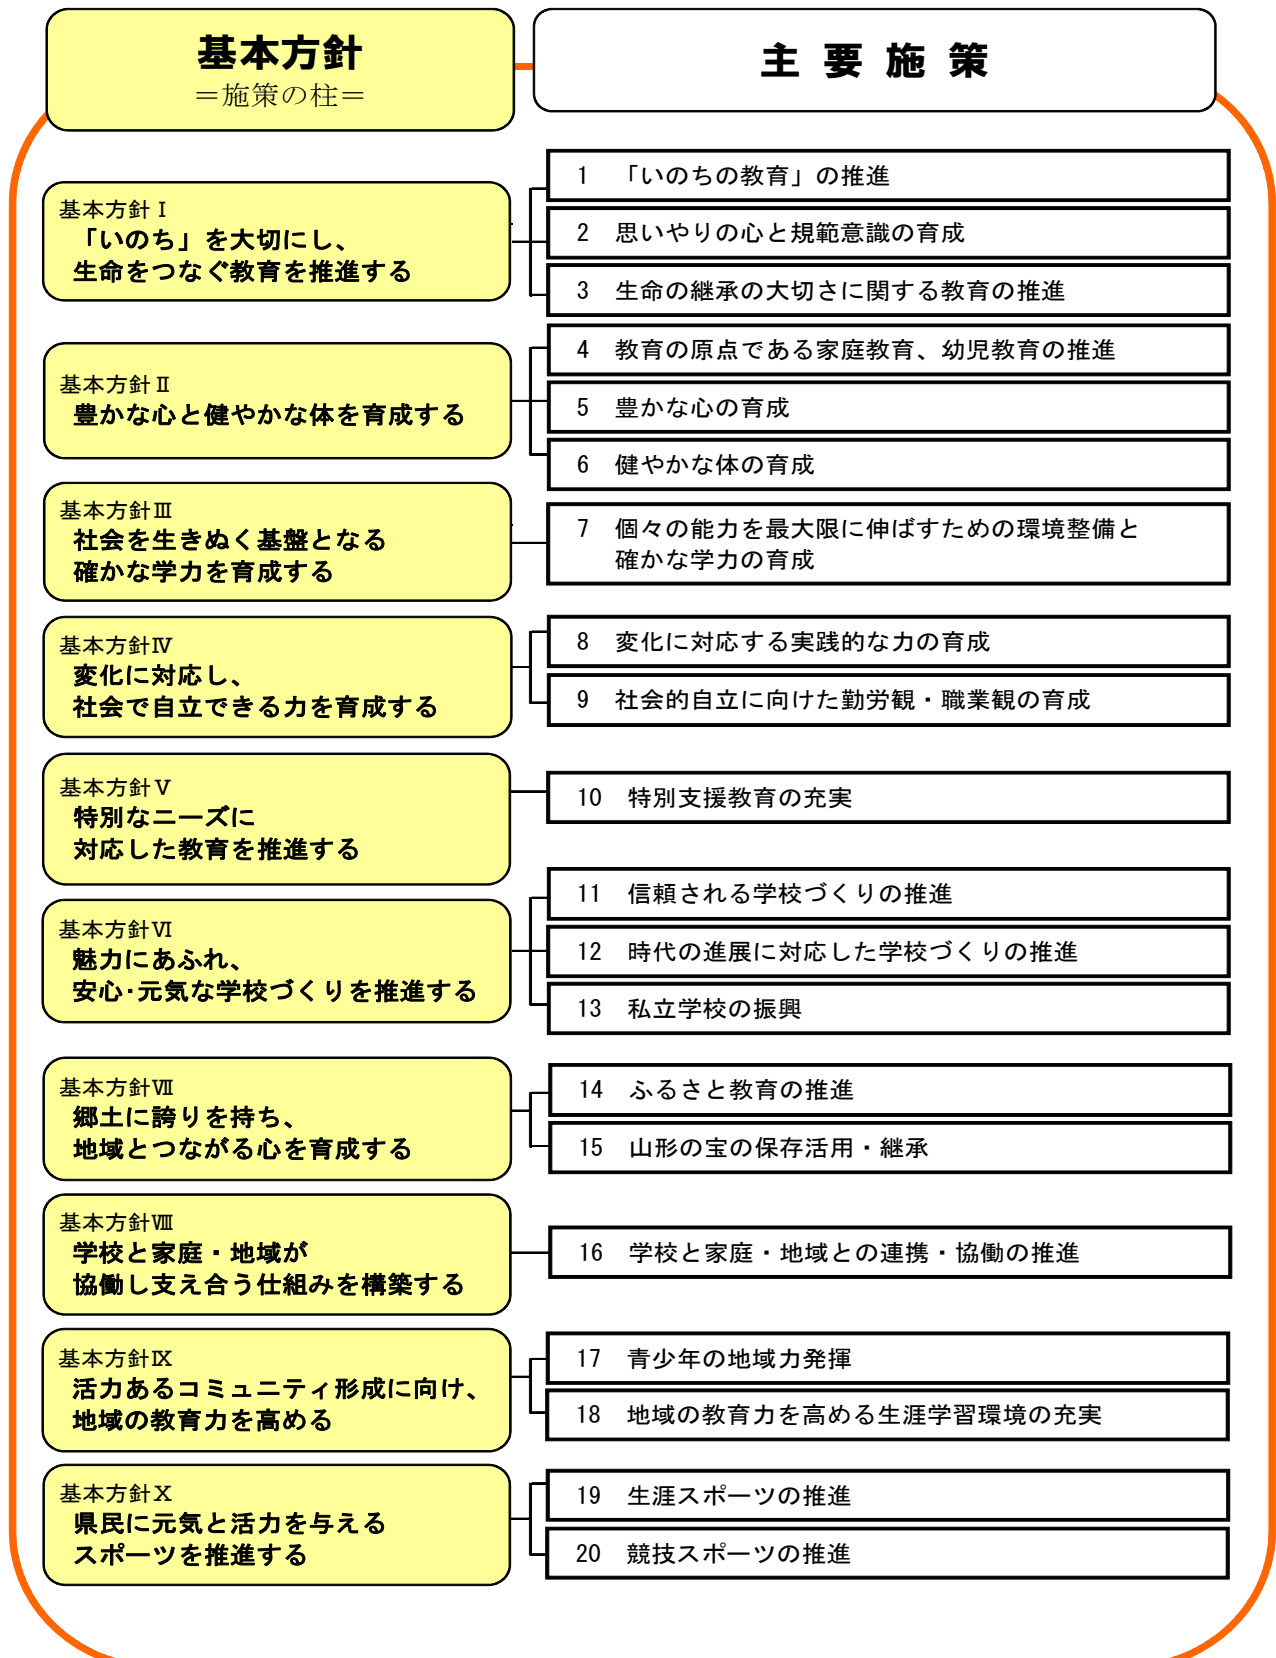 基本方針
＝施策の柱＝
主要施策
基本方針Ⅰ
「いのち」を大切にし、
生命をつなぐ教育を推進する
1 「いのちの教育」の推進
2 思いやりの心と規範意識の育成
3 生命の継承の大切さに関する教育の推進
基本方針Ⅱ
豊かな心と健やかな体を育成する
4 教育の原点である家庭教育、幼児教育の推進
5 豊かな心の育成
6 健やかな体の育成
基本方針Ⅲ
社会を生きぬく基盤となる
確かな学力を育成する
7 個々の能力を最大限に伸ばすための環境整備と
確かな学力の育成
基本方針Ⅳ
変化に対応し、
社会で自立できる力を育成する
8 変化に対応する実践的な力の育成
9 社会的自立に向けた勤労観・職業観の育成
基本方針Ⅴ
特別なニーズに
対応した教育を推進する
10 特別支援教育の充実
基本方針Ⅵ
魅力にあふれ、
安心･元気な学校づくりを推進する
11 信頼される学校づくりの推進
12 時代の進展に対応した学校づくりの推進
13 私立学校の振興
基本方針Ⅶ
郷土に誇りを持ち、
地域とつながる心を育成する
14 ふるさと教育の推進
15 山形の宝の保存活用・継承
基本方針Ⅷ
学校と家庭・地域が
協働し支え合う仕組みを構築する
16 学校と家庭・地域との連携・協働の推進
基本方針Ⅸ
活力あるコミュニティ形成に向け、
地域の教育力を高める
17 青少年の地域力発揮
18 地域の教育力を高める生涯学習環境の充実
基本方針Ⅹ
県民に元気と活力を与える
スポーツを推進する
19 生涯スポーツの推進
20 競技スポーツの推進